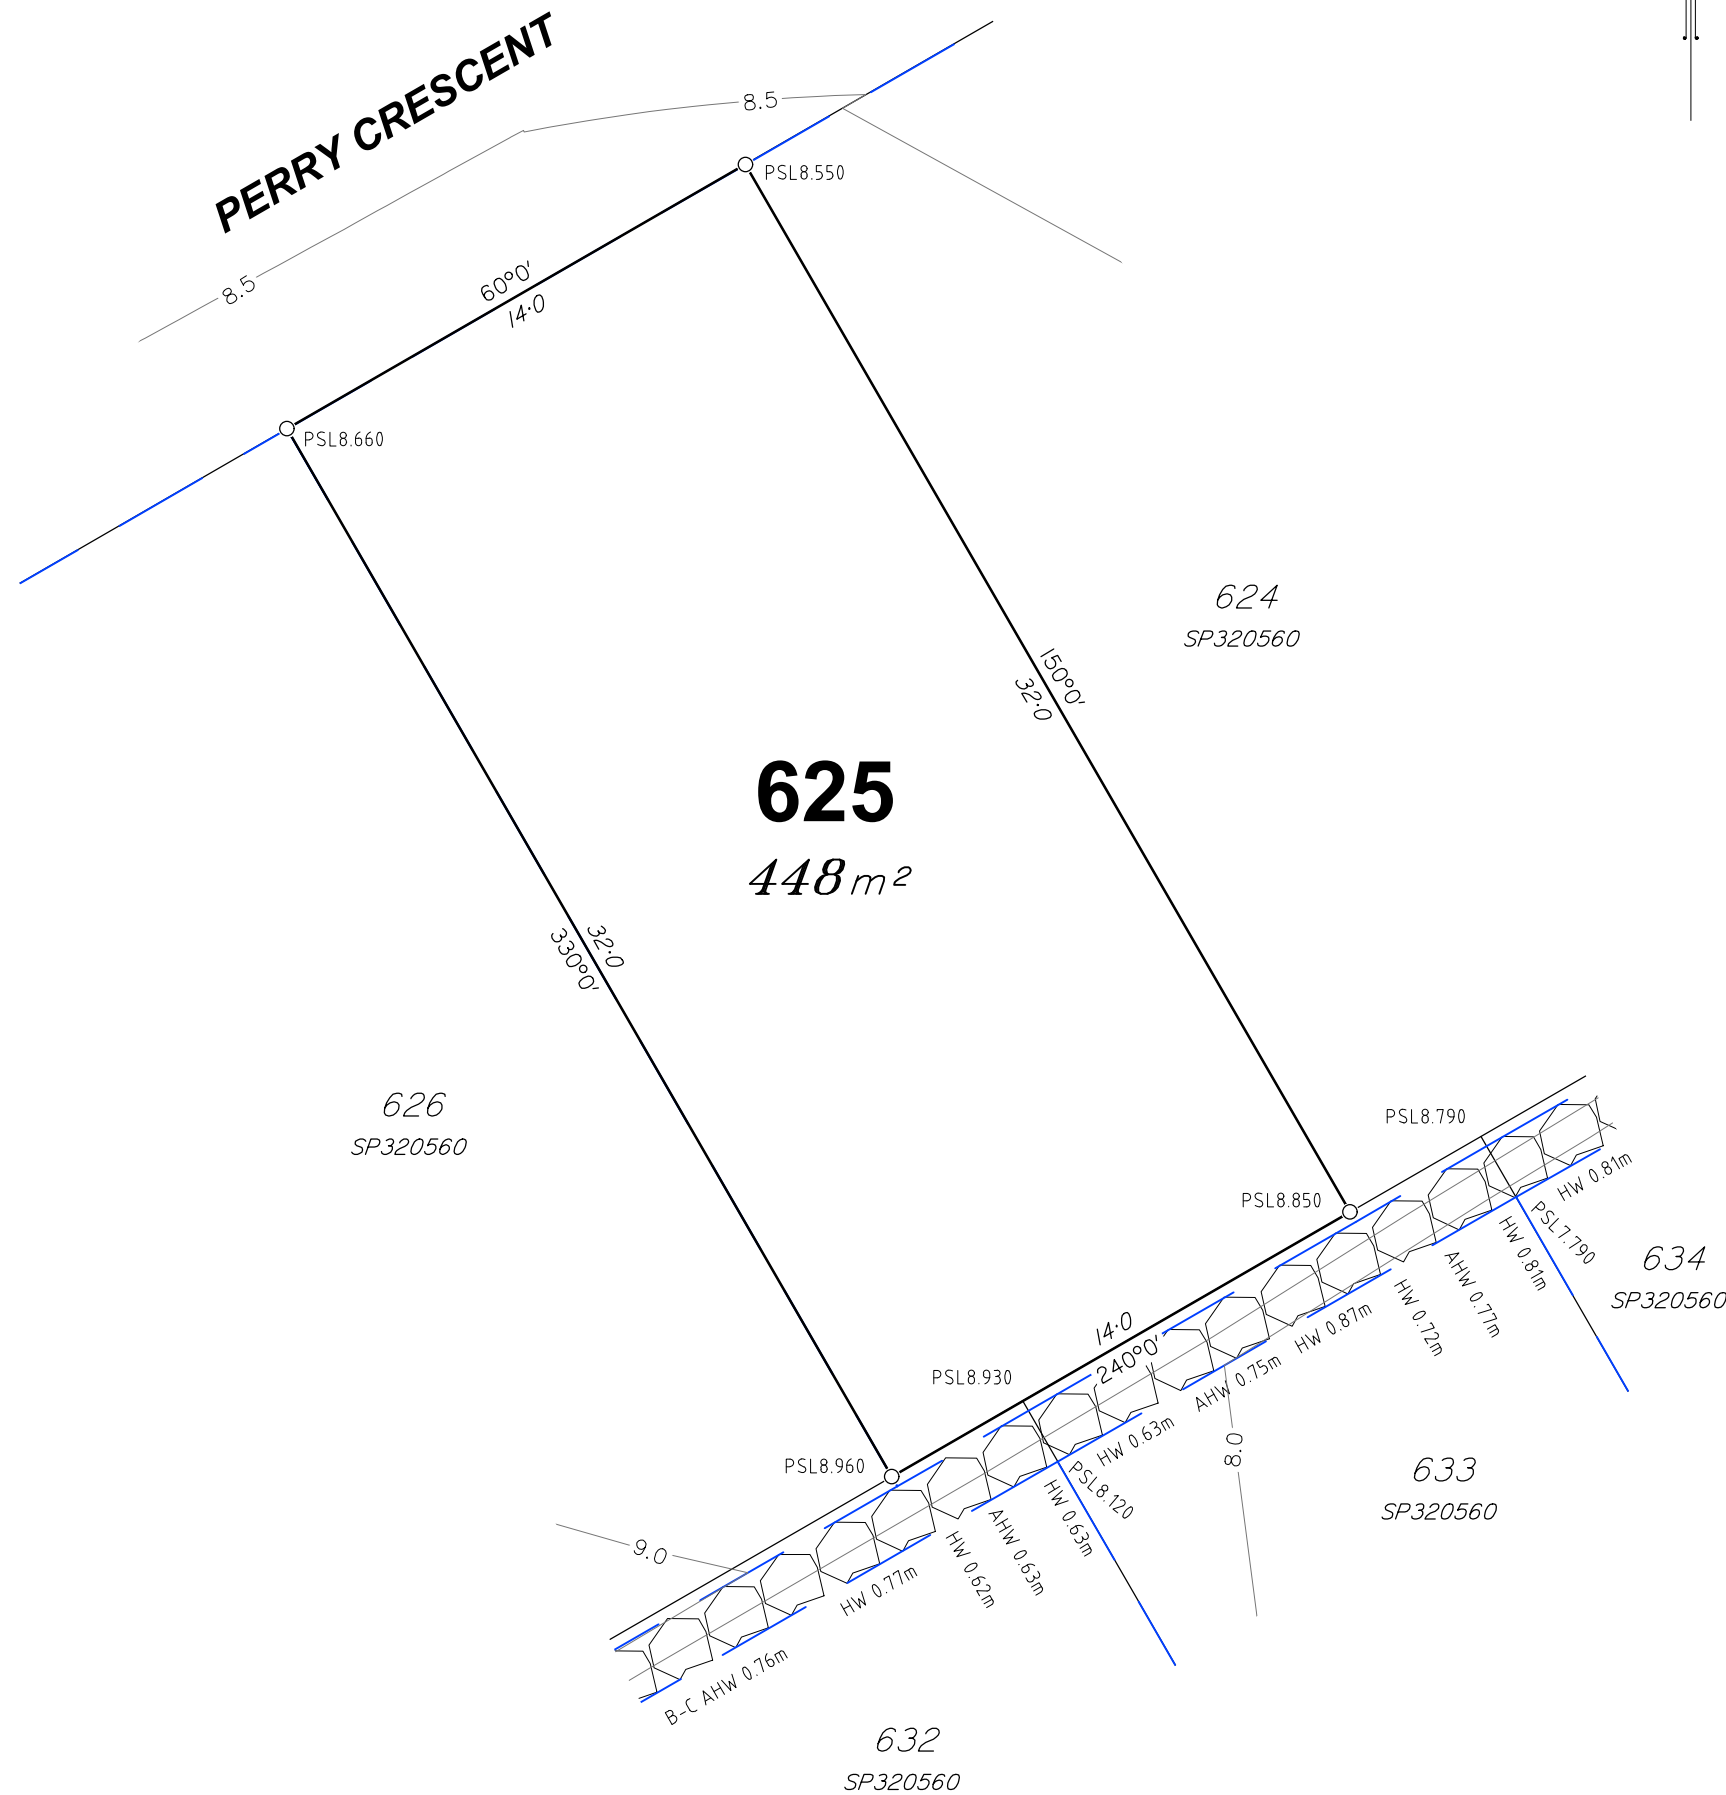 PERRY CRESCENT
8.5
PSL8.550
8.5
60°0'
14·0
PSL8.660
624
SP320560
150°0'
32·0
625
448 m²
32·0
330°0'
626
SP320560
PSL8.790
PSL8.850
HW 0.81m
PSL7.790
HW 0.81m
AHW 0.77m
634
SP320560
HW 0.72m
HW 0.87m
14·0
240°0'
AHW 0.75m
PSL8.930
HW 0.63m
8.0
PSL8.960
PSL8.120
HW 0.63m
633
SP320560
AHW 0.63m
HW 0.62m
9.0
HW 0.77m
B-C AHW 0.76m
632
SP320560